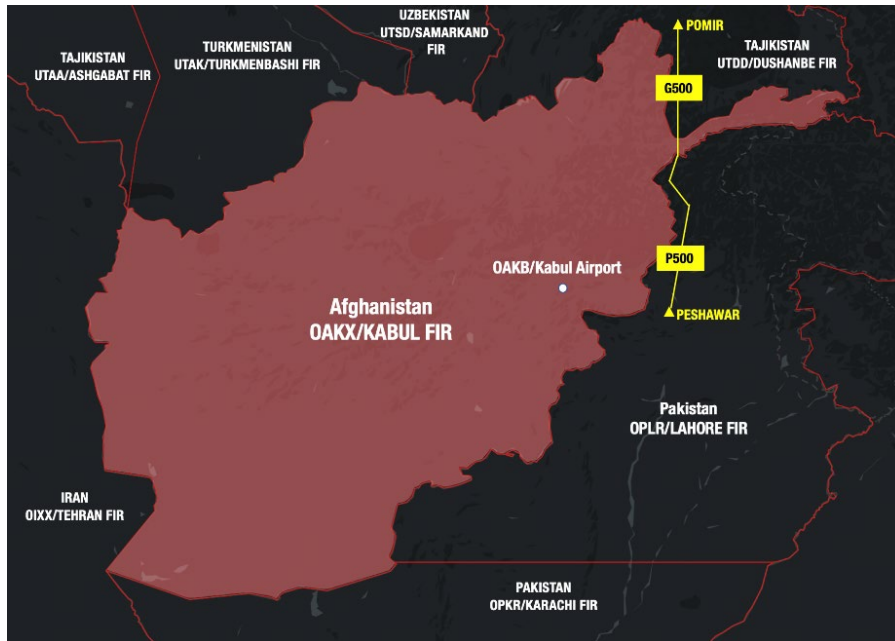 UZBEKISTAN
UTSD/SAMARKAND
FIR
POMIR
TAJIKISTAN
UTAA/ASHGABAT FIR
TURKMENISTAN
UTAK/TURKMENBASHI FIR
TAJIKISTAN
UTDD/DUSHANBE FIR
G500
P500
OAKB/Kabul Airport
Afghanistan
OAKX/KABUL FIR
PESHAWAR
Pakistan
OPLR/LAHORE FIR
IRAN
OIXX/TEHRAN FIR
PAKISTAN
OPKR/KARACHI FIR